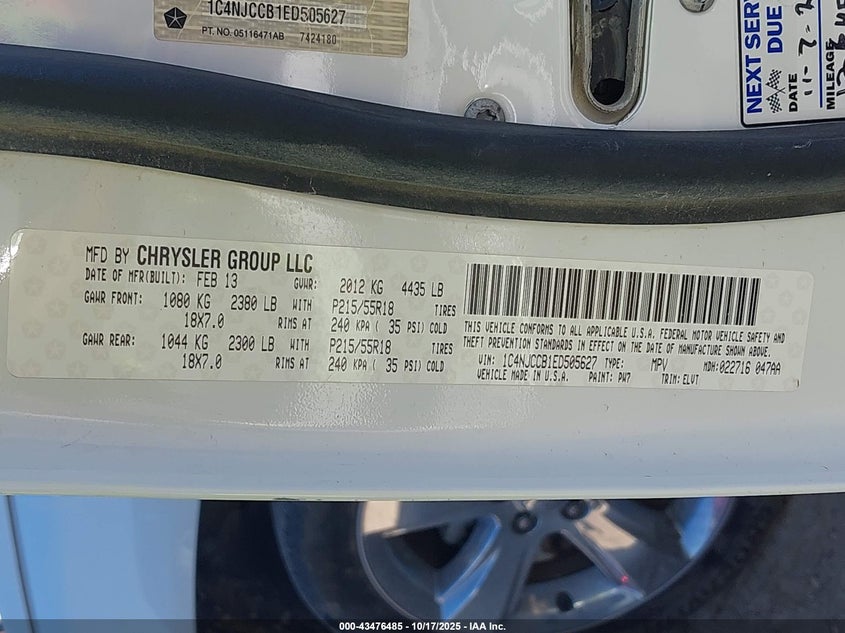 1C4NJCCB1ED505627
PT. NO. 05116471AB 7424180
NEXT SERV
DUE
DATE 11-7-2
MILEAGE
MFD BY CHRYSLER GROUP LLC
DATE OF MFR(BUILT): FEB 13 GVWR: 2012 KG 4435 LB
GAWR FRONT: 1080 KG 2380 LB WITH P215/55R18 TIRES
18X7.0 RIMS AT 240 KPA ( 35 PSI) COLD
GAWR REAR: 1044 KG 2300 LB WITH P215/55R18 TIRES
18X7.0 RIMS AT 240 KPA ( 35 PSI) COLD
THIS VEHICLE CONFORMS TO ALL APPLICABLE U.S.A. FEDERAL MOTOR VEHICLE SAFETY AND
THEFT PREVENTION STANDARDS IN EFFECT ON THE DATE OF MANUFACTURE SHOWN ABOVE.
VIN: 1C4NJCCB1ED505627 TYPE: MPV MDH:022716 047AA
VEHICLE MADE IN U.S.A. PAINT: PW7 TRIM: ELVT
000-43476485 - 10/17/2025 - IAA Inc.